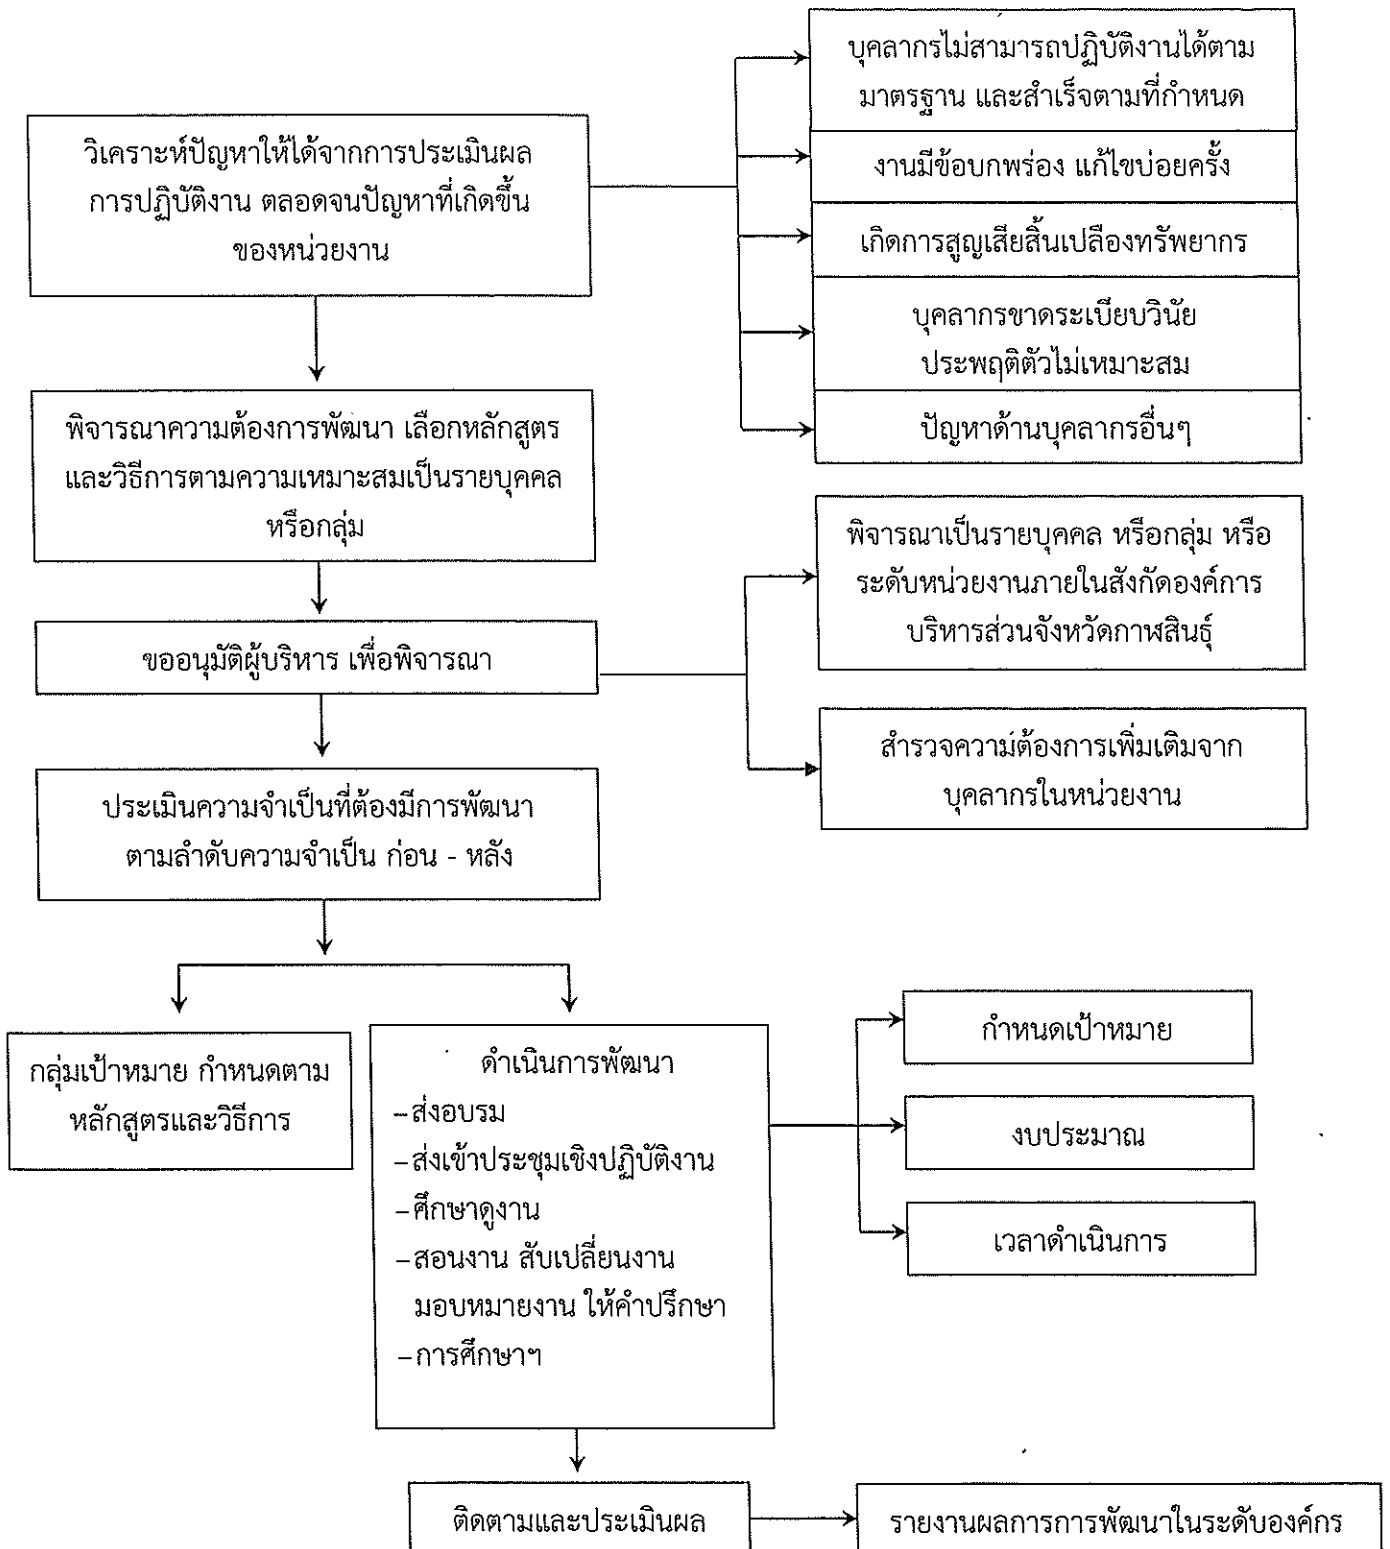 วิเคราะห์ปัญหาให้ได้จากการประเมินผล
การปฏิบัติงาน ตลอดจนปัญหาที่เกิดขึ้น
ของหน่วยงาน
บุคลากรไม่สามารถปฏิบัติงานได้ตาม
มาตรฐาน และสำเร็จตามที่กำหนด
งานมีข้อบกพร่อง แก้ไขบ่อยครั้ง
เกิดการสูญเสียสิ้นเปลืองทรัพยากร
บุคลากรขาดระเบียบวินัย
ประพฤติตัวไม่เหมาะสม
ปัญหาด้านบุคลากรอื่นๆ
พิจารณาความต้องการพัฒนา เลือกหลักสูตร
และวิธีการตามความเหมาะสมเป็นรายบุคคล
หรือกลุ่ม
ขออนุมัติผู้บริหาร เพื่อพิจารณา
พิจารณาเป็นรายบุคคล หรือกลุ่ม หรือ
ระดับหน่วยงานภายในสังกัดองค์การ
บริหารส่วนจังหวัดกาฬสินธุ์
สำรวจความต้องการเพิ่มเติมจาก
บุคลากรในหน่วยงาน
ประเมินความจำเป็นที่ต้องมีการพัฒนา
ตามลำดับความจำเป็น ก่อน - หลัง
กลุ่มเป้าหมาย กำหนดตาม
หลักสูตรและวิธีการ
ดำเนินการพัฒนา
-ส่งอบรม
-ส่งเข้าประชุมเชิงปฏิบัติงาน
-ศึกษาดูงาน
-สอนงาน สับเปลี่ยนงาน
มอบหมายงาน ให้คำปรึกษา
-การศึกษาฯ
กำหนดเป้าหมาย
งบประมาณ
เวลาดำเนินการ
ติดตามและประเมินผล
รายงานผลการการพัฒนาในระดับองค์กร